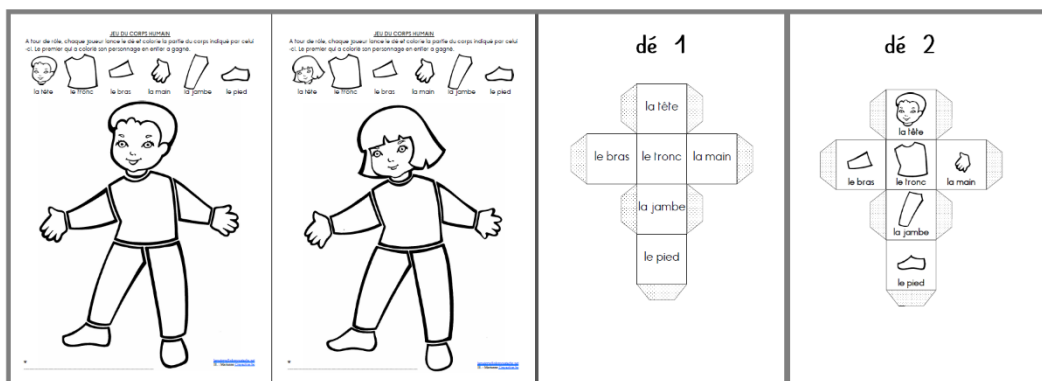 JEU DU CORPS HUMAIN
A tour de rôle, chaque joueur lance le dé et colorie la partie du corps indiqué par celui
-ci. Le premier qui a colorié son personnage en entier a gagné.
la tête le tronc le bras la main la jambe le pied
JEU DU CORPS HUMAIN
A tour de rôle, chaque joueur lance le dé et colorie la partie du corps indiqué par celui
-ci. Le premier qui a colorié son personnage en entier a gagné.
la tête le tronc le bras la main la jambe le pied
dé 1
la tête
le bras le tronc la main
la jambe
le pied
dé 2
la tête
le bras le tronc la main
la jambe
le pied